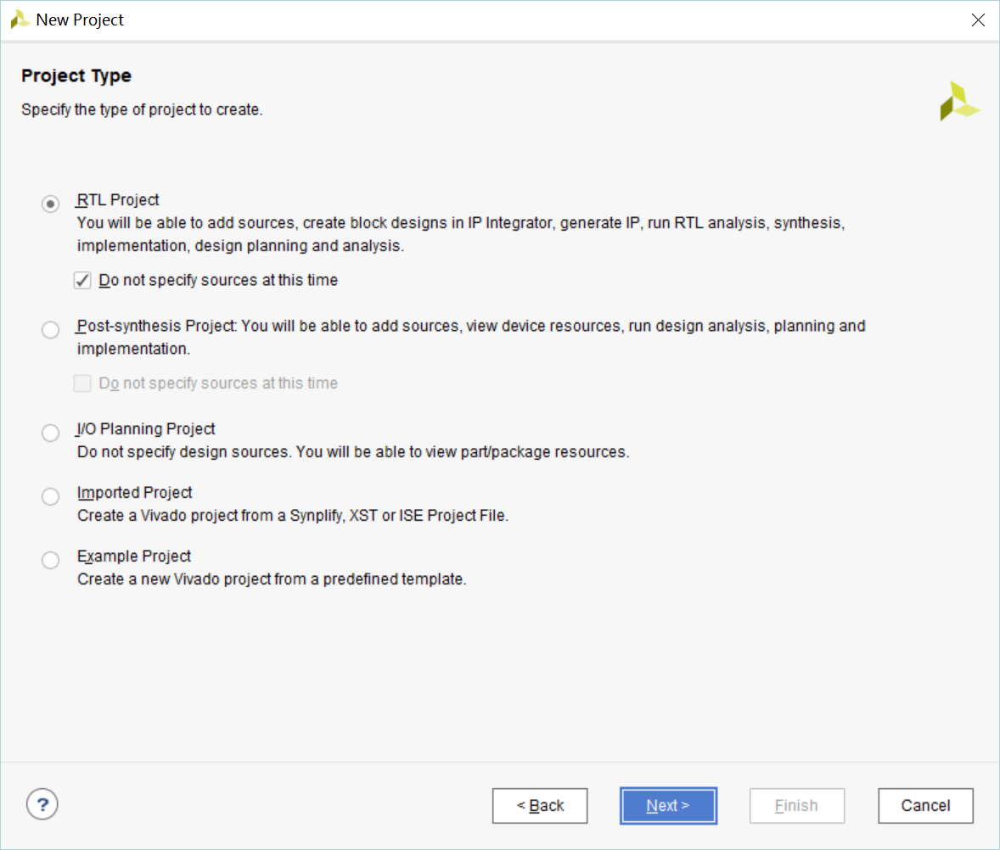 New Project
Project Type
Specify the type of project to create.
RTL Project
You will be able to add sources, create block designs in IP Integrator, generate IP, run RTL analysis, synthesis,
implementation, design planning and analysis.
Do not specify sources at this time
Post-synthesis Project: You will be able to add sources, view device resources, run design analysis, planning and
implementation.
Do not specify sources at this time
I/O Planning Project
Do not specify design sources. You will be able to view part/package resources.
Imported Project
Create a Vivado project from a Synplify, XST or ISE Project File.
Example Project
Create a new Vivado project from a predefined template.
? < Back Next > Finish Cancel